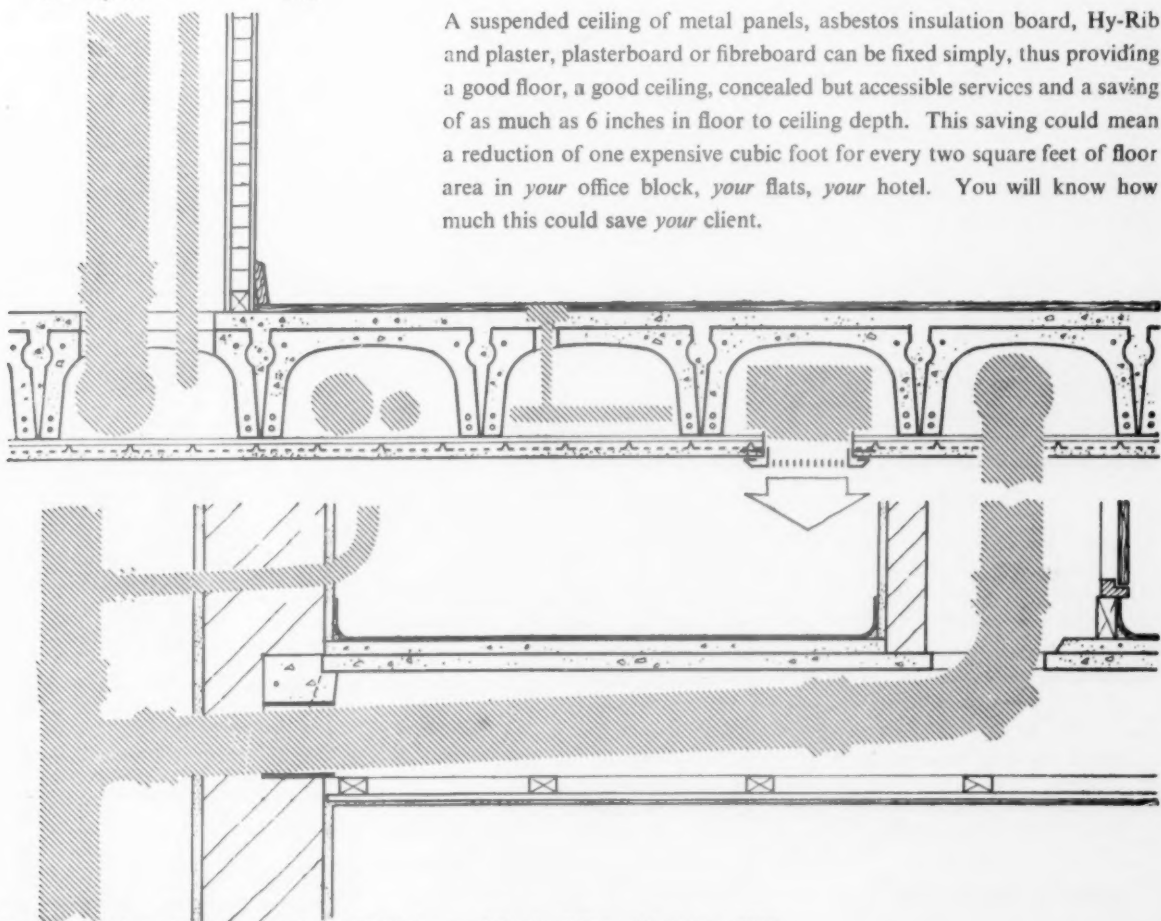 A suspended ceiling of metal panels, asbestos insulation board, Hy-Rib
and plaster, plasterboard or fibreboard can be fixed simply, thus providing
a good floor, a good ceiling, concealed but accessible services and a saving
of as much as 6 inches in floor to ceiling depth. This saving could mean
a reduction of one expensive cubic foot for every two square feet of floor
area in your office block, your flats, your hotel. You will know how
much this could save your client.